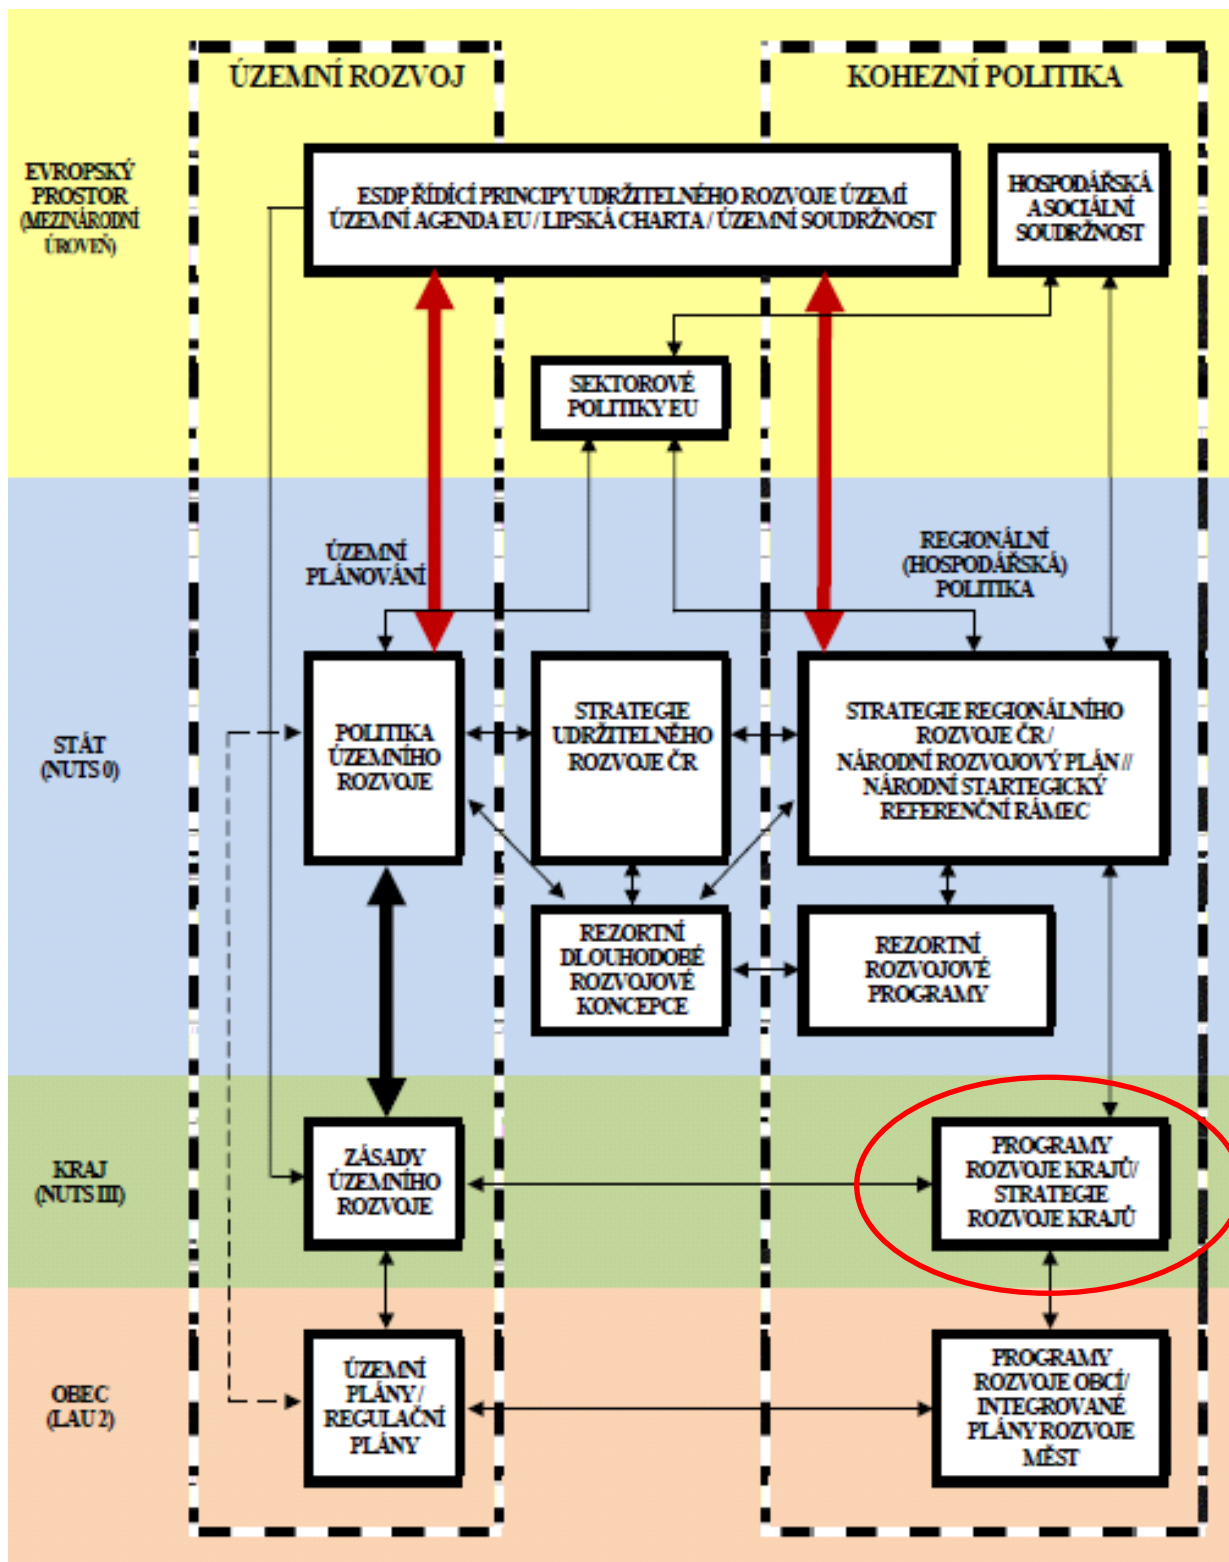 ÚZEMNÍ ROZVOJ
KOHEZNÍ POLITIKA
EVROPSKÝ
PROSTOR
(MEZINÁRODNÍ
ÚROVEŇ)
ESDP ŘÍDÍCÍ PRINCIPY UDRŽITELNÉHO ROZVOJE ÚZEMÍ
ÚZEMNÍ AGENDA EU / LIPSKÁ CHARTA / ÚZEMNÍ SOUDRŽNOST
HOSPODÁŘSKÁ
A SOCIÁLNÍ
SOUDRŽNOST
SEKTOROVÉ
POLITIKY EU
ÚZEMNÍ
PLÁNOVÁNÍ
REGIONÁLNÍ
(HOSPODÁŘSKÁ)
POLITIKA
STÁT
(NUTS 0)
POLITIKA
ÚZEMNÍHO
ROZVOJE
STRATEGIE
UDRŽITELNÉHO
ROZVOJE ČR
STRATEGIE REGIONÁLNÍHO
ROZVOJE ČR /
NÁRODNÍ ROZVOJOVÝ PLÁN //
NÁRODNÍ STARTEGICKÝ
REFERENČNÍ RÁMEC
REZORTNÍ
DLOUHODOBÉ
ROZVOJOVÉ
KONCEPCE
REZORTNÍ
ROZVOJOVÉ
PROGRAMY
KRAJ
(NUTS III)
ZÁSADY
ÚZEMNÍHO
ROZVOJE
PROGRAMY
ROZVOJE KRAJŮ/
STRATEGIE
ROZVOJE KRAJŮ
OBEC
(LAU 2)
ÚZEMNÍ
PLÁNY /
REGULAČNÍ
PLÁNY
PROGRAMY
ROZVOJE OBCÍ/
INTEGROVANÉ
PLÁNY ROZVOJE
MĚST